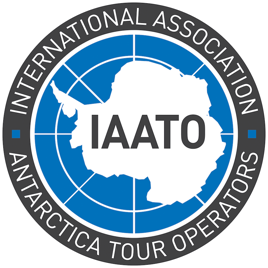 INTERNATIONAL ASSOCIATION
IAATO
ANTARCTICA TOUR OPERATORS